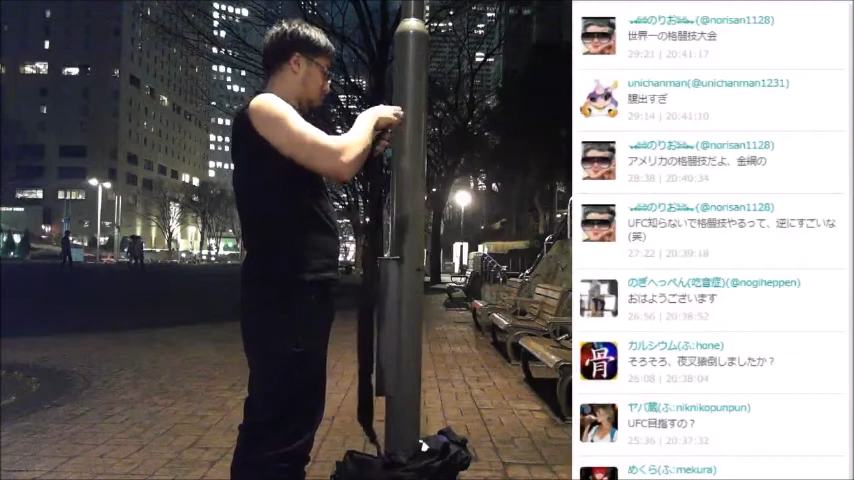 のりお(@norisan1128)
世界一の格闘技大会
29:21 | 20:41:17
unichanman(@unichanman1231)
腰出すぎ
29:14 | 20:41:10
のりお(@norisan1128)
アメリカの格闘技だよ、金網の
28:38 | 20:40:34
のりお(@norisan1128)
UFC知らないで格闘技やるって、逆にすごいな
(笑)
27:22 | 20:39:18
のぎへっぺん(吃音症)(@nogiheppen)
おはようございます
26:56 | 20:38:52
カルシウム(ふ:hone)
そろそろ、夜叉猿倒しましたか？
26:08 | 20:38:04
骨
ヤバ蔵(ふ:niknikopunpun)
UFC目指すの？
25:36 | 20:37:32
めくら(ふ:mekura)